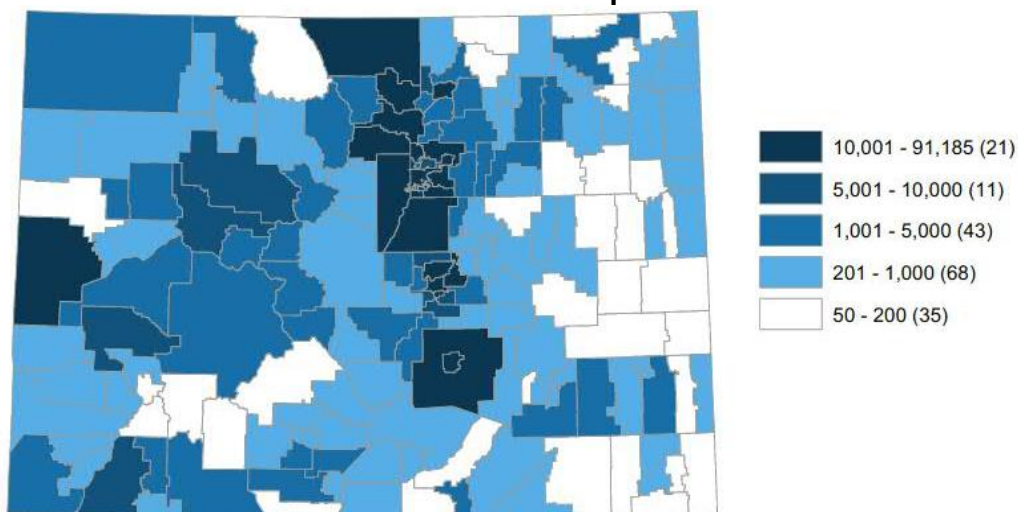 10,001 - 91,185 (21)
5,001 - 10,000 (11)
1,001 - 5,000 (43)
201 - 1,000 (68)
50 - 200 (35)